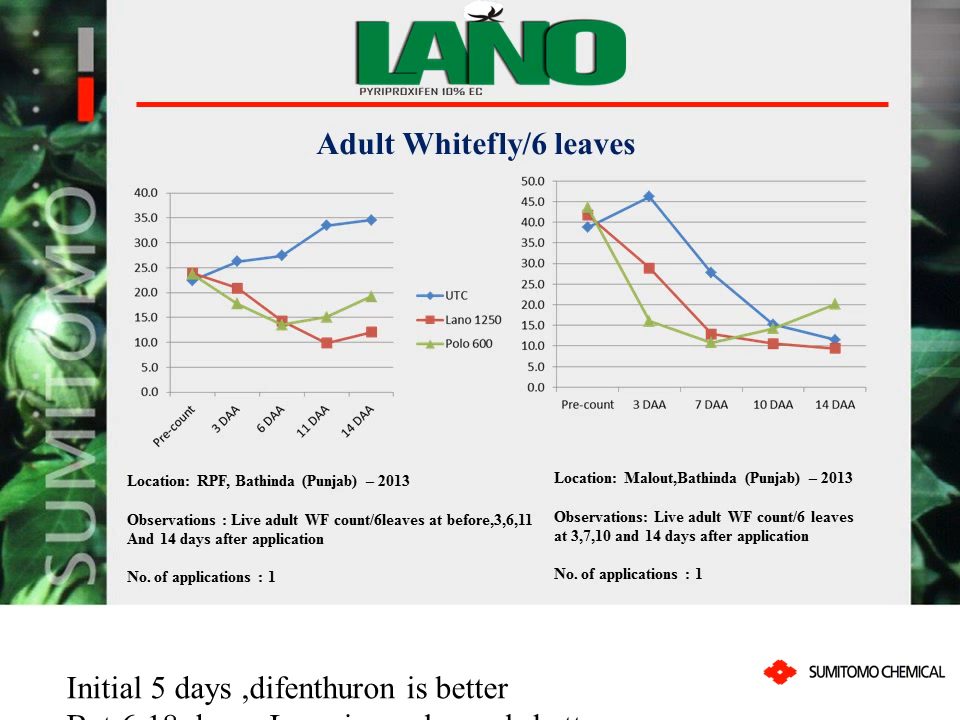 LANO
PYRIPROXIFEN 10% EC
SUMITOMO
Adult Whitefly/6 leaves
40.0
35.0
30.0
25.0
20.0
15.0
10.0
5.0
0.0
Pre-count
3 DAA
6 DAA
11 DAA
14 DAA
UTC
Lano 1250
Polo 600
50.0
45.0
40.0
35.0
30.0
25.0
20.0
15.0
10.0
5.0
0.0
Pre-count 3 DAA 7 DAA 10 DAA 14 DAA
Location: RPF, Bathinda (Punjab) – 2013
Observations : Live adult WF count/6leaves at before,3,6,11
And 14 days after application
No. of applications : 1
Location: Malout,Bathinda (Punjab) – 2013
Observations: Live adult WF count/6 leaves
at 3,7,10 and 14 days after application
No. of applications : 1
SUMITOMO CHEMICAL
Initial 5 days ,difenthuron is better